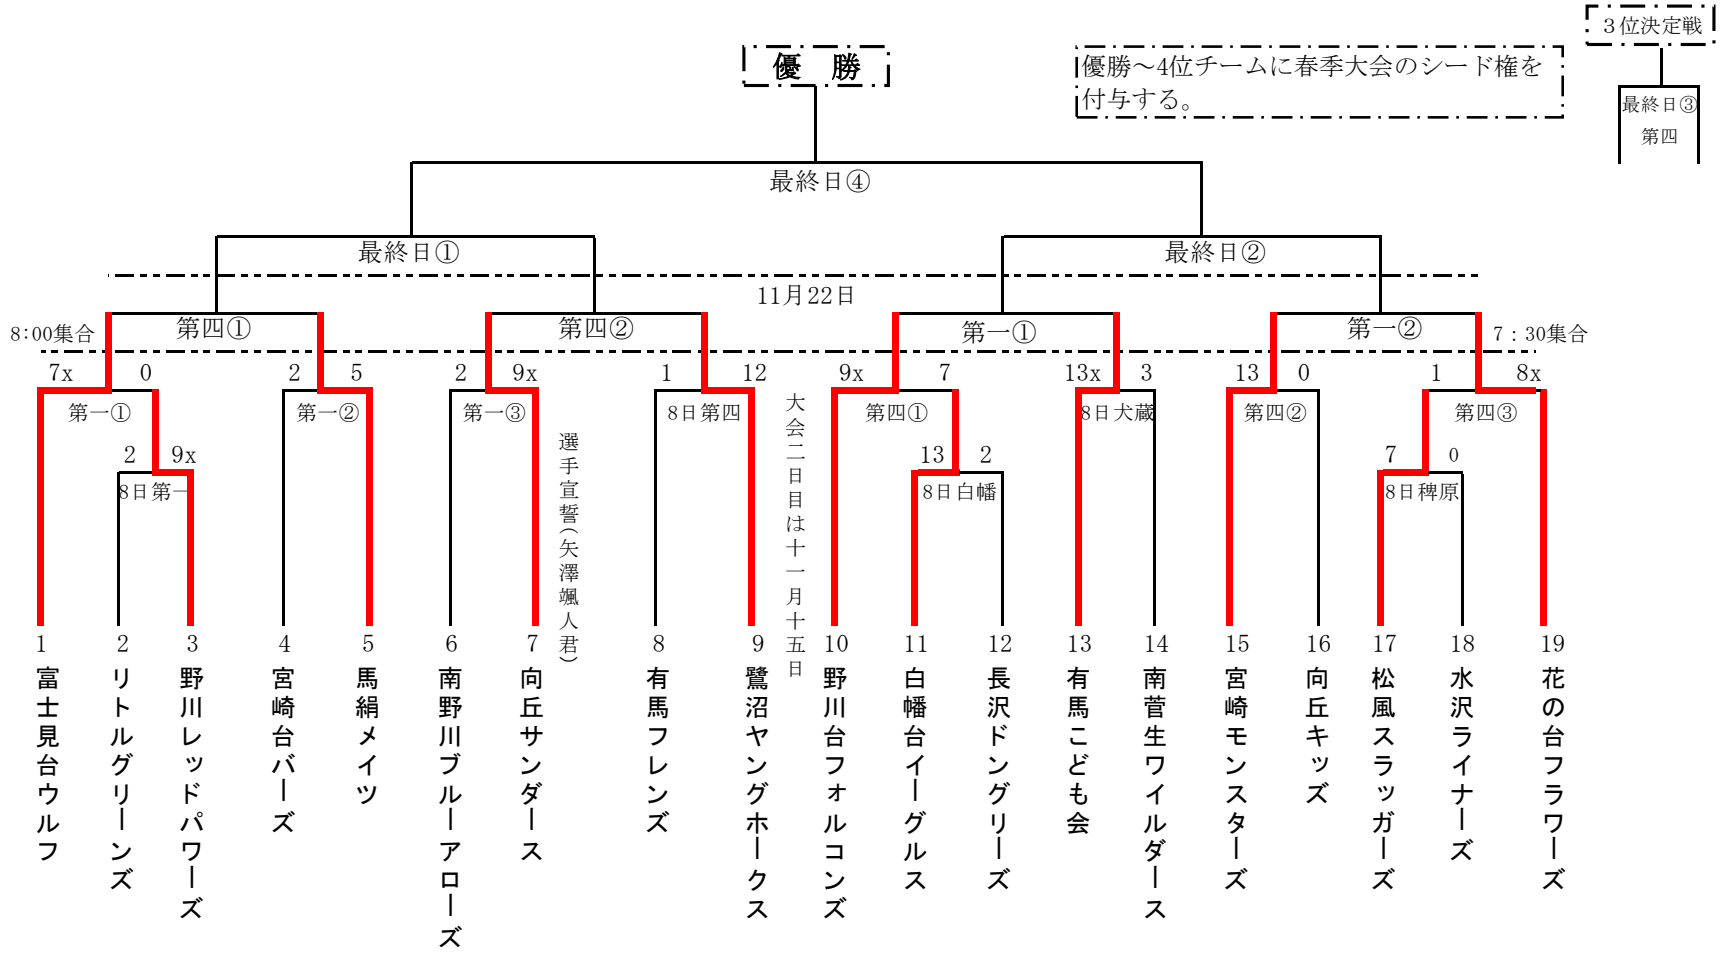 ３位決定戦
優　勝
優勝～4位チームに春季大会のシード権を
付与する。
最終日③
第四
最終日④
最終日①
最終日②
11月22日
8:00集合
第四①
第四②
第一①
第一②
7：30集合
7x
0
2
5
2
9x
1
12
9x
7
13x
3
13
0
1
8x
第一①
第一②
第一③
8日第四
第四①
8日犬蔵
第四②
第四③
2
9x
13
2
7
0
8日第一
8日白幡
8日稗原
選手宣誓（矢澤颯人君）
大会二日目は十一月十五日
1
2
3
4
5
6
7
8
9
10
11
12
13
14
15
16
17
18
19
富士見台ウルフ
リトルグリーンズ
野川レッドパワーズ
宮崎台バーズ
馬絹メイツ
南野川ブルーアローズ
向丘サンダース
有馬フレンズ
鷺沼ヤングホークス
野川台フォルコンズ
白幡台イーグルス
長沢ドングリーズ
有馬こども会
南菅生ワイルダース
宮崎モンスターズ
向丘キッズ
松風スラッガーズ
水沢ライナーズ
花の台フラワーズ